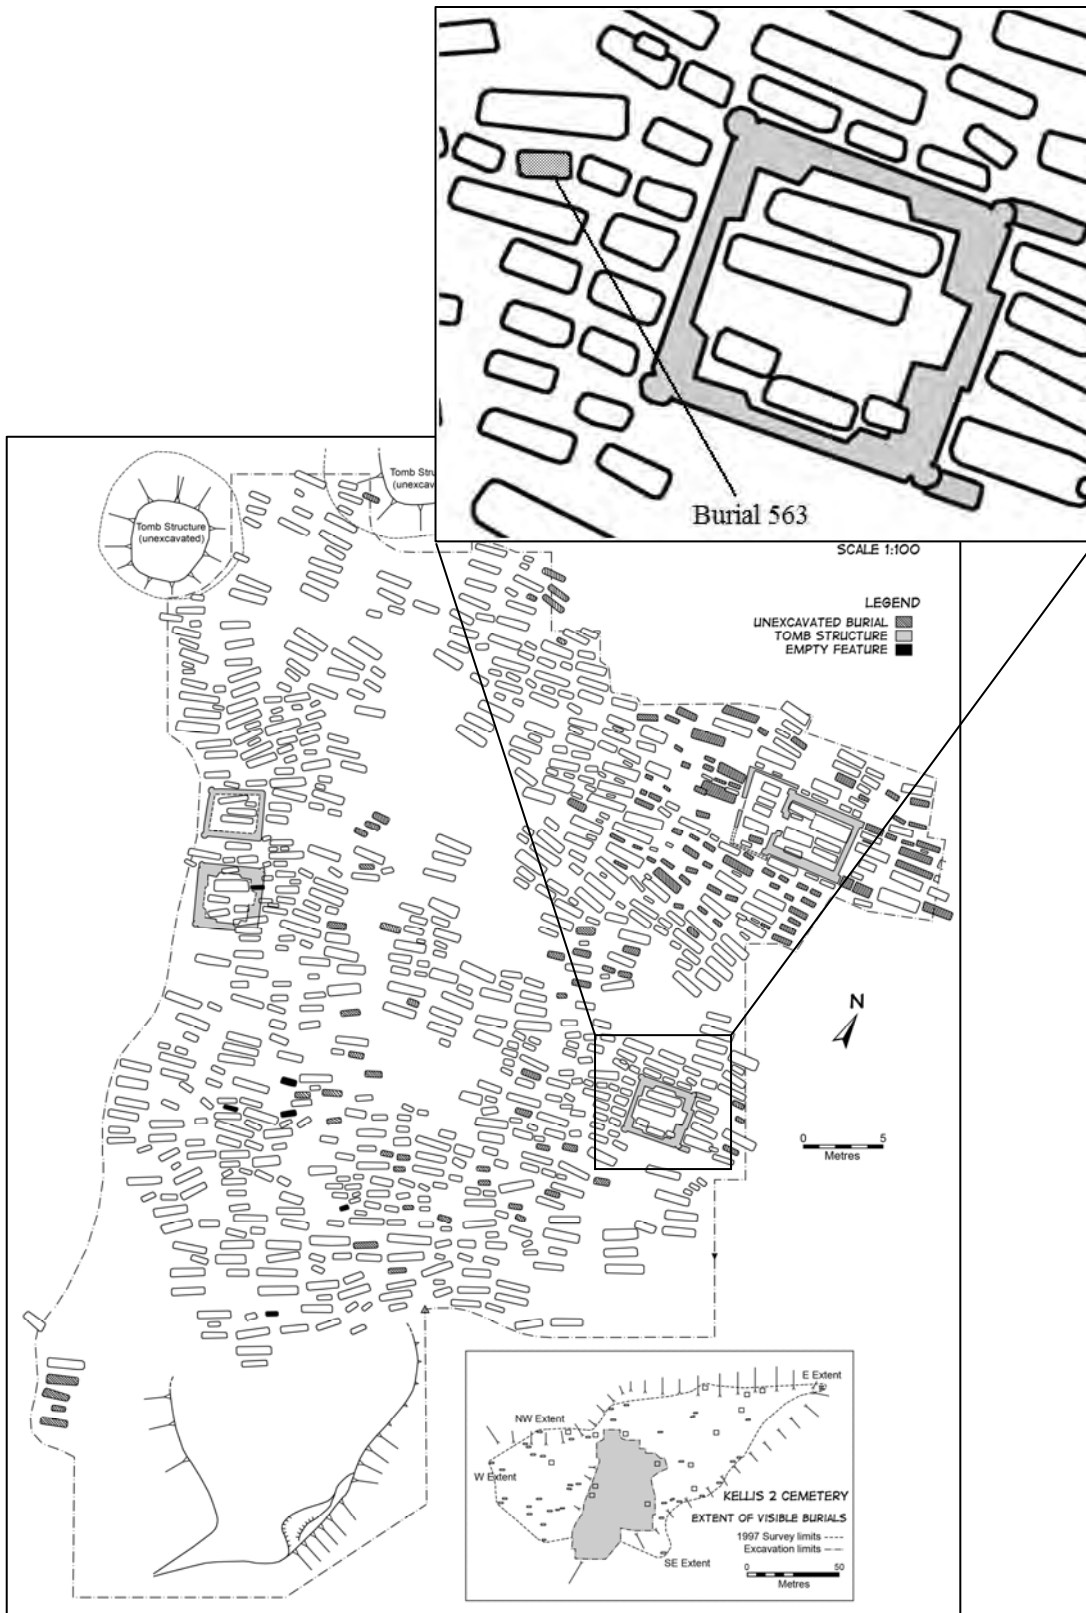 Burial 563
Tomb Structure
(unexcavated)
Tomb
(unexcav
SCALE 1:100
LEGEND
UNEXCAVATED BURIAL
TOMB STRUCTURE
EMPTY FEATURE
N
0 5
Metres
E Extent
NW Extent
W Extent
KELLIS 2 CEMETERY
EXTENT OF VISIBLE BURIALS
1997 Survey limits
Excavation limits
SE Extent
0 50
Metres